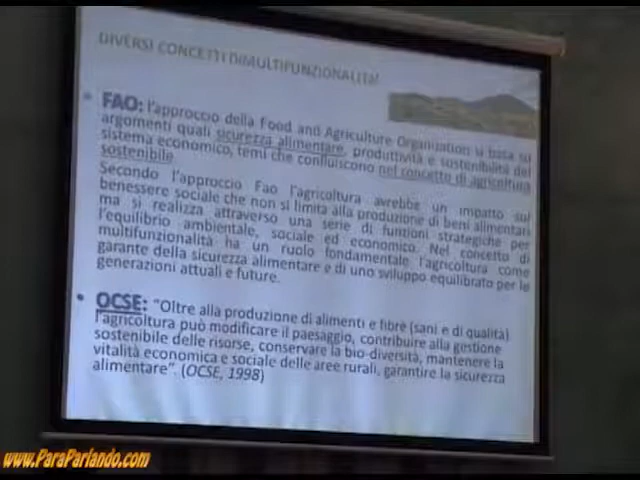 DIVERSI CONCETTI DI MULTIFUNZIONALITA'
• FAO: l'approccio della Food and Agriculture Organization si basa su
argomenti quali sicurezza alimentare, produttività e sostenibilità del
sistema economico, temi che confluiscono nel concetto di agricoltura
sostenibile.
Secondo l'approccio Fao l'agricoltura avrebbe un impatto sul
benessere sociale che non si limita alla produzione di beni alimentari
ma si realizza attraverso una serie di funzioni strategiche per
l'equilibrio ambientale, sociale ed economico. Nel concetto di
multifunzionalità ha un ruolo fondamentale l'agricoltura come
garante della sicurezza alimentare e di uno sviluppo equilibrato per le
generazioni attuali e future.
• OCSE: "Oltre alla produzione di alimenti e fibre (sani e di qualità)
l'agricoltura può modificare il paesaggio, contribuire alla gestione
sostenibile delle risorse, conservare la bio-diversità, mantenere la
vitalità economica e sociale delle aree rurali, garantire la sicurezza
alimentare". (OCSE, 1998)
www.ParaParlando.com